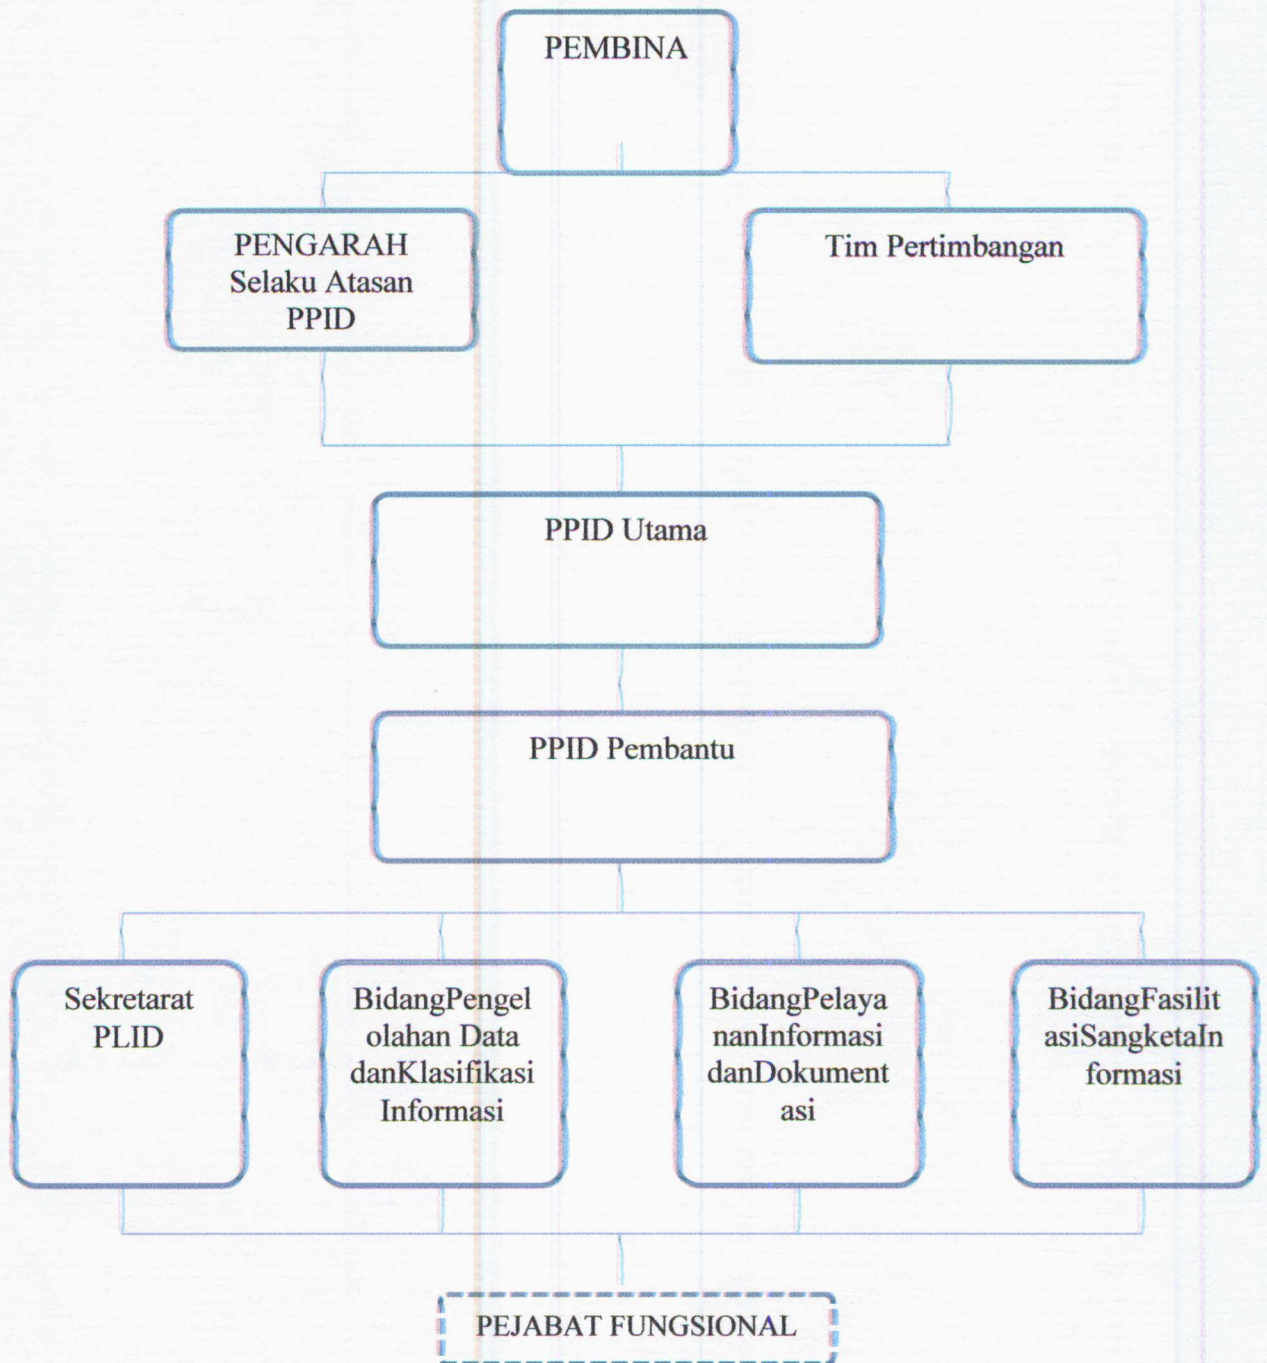 PEMBINA
PENGARAH
Selaku Atasan
PPID
Tim Pertimbangan
PPID Utama
PPID Pembantu
Sekretarat
PLID
BidangPengel
olahan Data
danKlasifikasi
Informasi
BidangPelaya
nanInformasi
danDokument
asi
BidangFasilit
asiSangketaIn
formasi
PEJABAT FUNGSIONAL